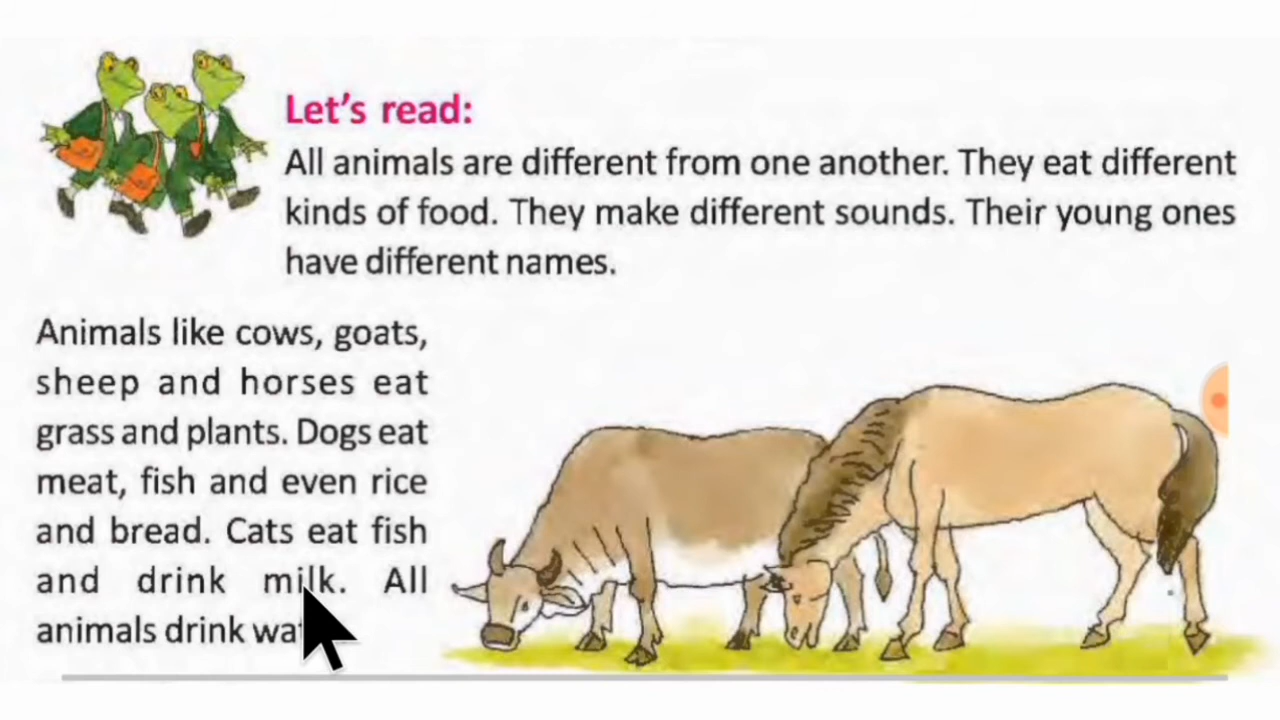 Let's read:
All animals are different from one another. They eat different
kinds of food. They make different sounds. Their young ones
have different names.
Animals like cows, goats,
sheep and horses eat
grass and plants. Dogs eat
meat, fish and even rice
and bread. Cats eat fish
and drink milk. All
animals drink